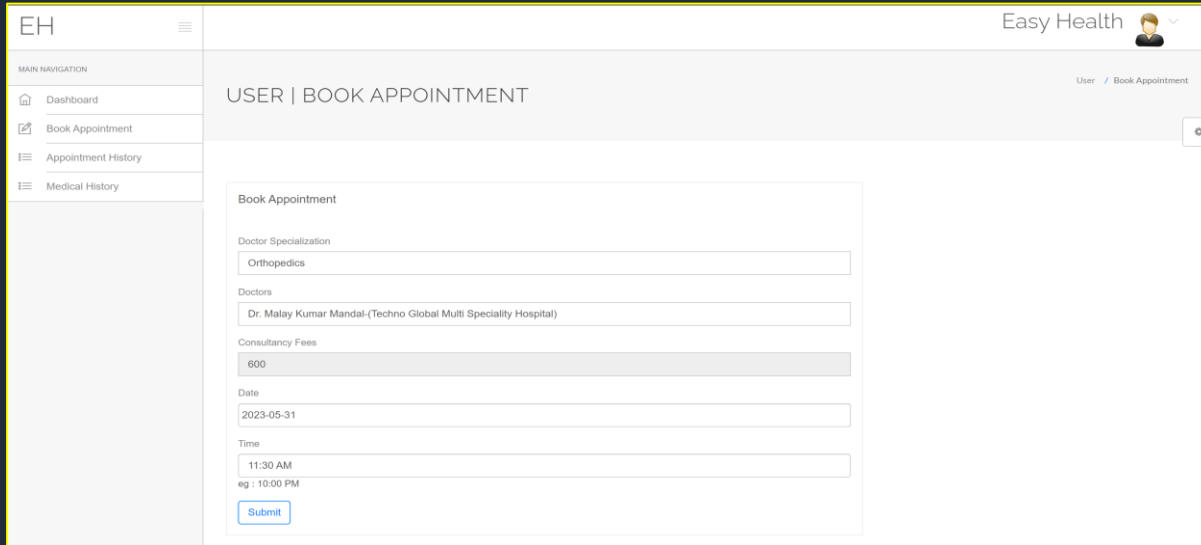 EH
Easy Health
MAIN NAVIGATION
Dashboard
Book Appointment
Appointment History
Medical History
USER | BOOK APPOINTMENT
User / Book Appointment
Book Appointment
Doctor Specialization
Orthopedics
Doctors
Dr. Malay Kumar Mandal-(Techno Global Multi Speciality Hospital)
Consultancy Fees
600
Date
2023-05-31
Time
11:30 AM
eg : 10:00 PM
Submit